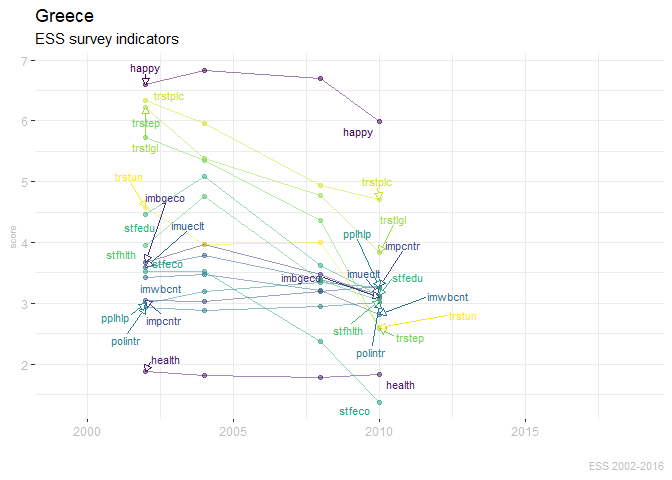 Greece
ESS survey indicators
7
happy
trstplc
6
trstep
happy
trstlgl
trstun
trstplc
5
imbgeco
trstlgl
stfedu
imueclt
pplhlp
score
4
impcntr
stfhlth
stfeco
imbgeco
imueclt
stfedu
imwbcnt
imwbcnt
3
pplhlp
impcntr
trstun
stfhlth
trstep
polintr
polintr
health
2
health
stfeco
2000
2005
2010
2015
ESS 2002-2016